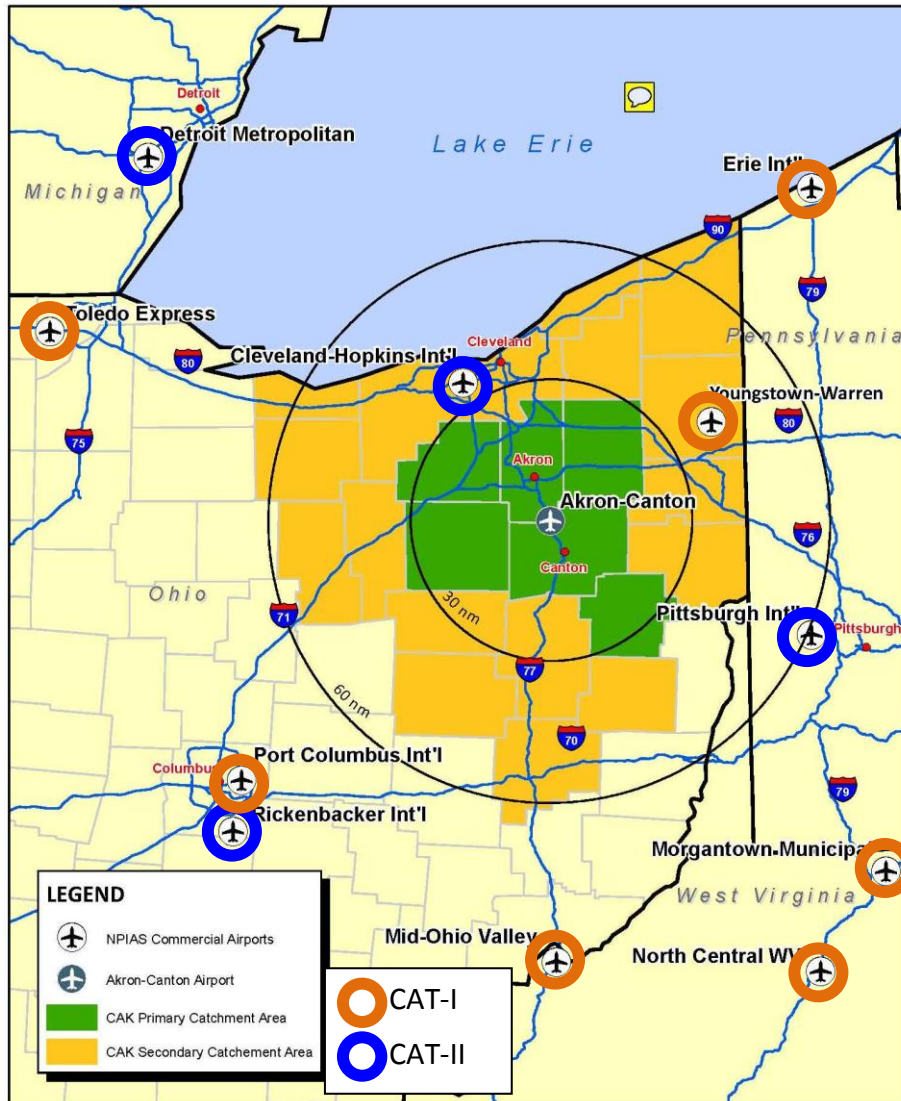 Detroit
Detroit Metropolitan
Lake Erie
Erie Int'l
Michigan
90
79
Toledo Express
Pennsylvania
80
Cleveland
Cleveland-Hopkins Int'l
Youngstown-Warren
80
75
Akron
Akron-Canton
76
Canton
Ohio
30 nm
71
Pittsburgh Int'l
Pittsburgh
77
60 nm
70
Port Columbus Int'l
Columbus
79
Rickenbacker Int'l
Morgantown Municipal
West Virginia
LEGEND
NPIAS Commercial Airports
Akron-Canton Airport
CAK Primary Catchment Area
CAK Secondary Catchement Area
Mid-Ohio Valley
North Central WV
CAT-I
CAT-II